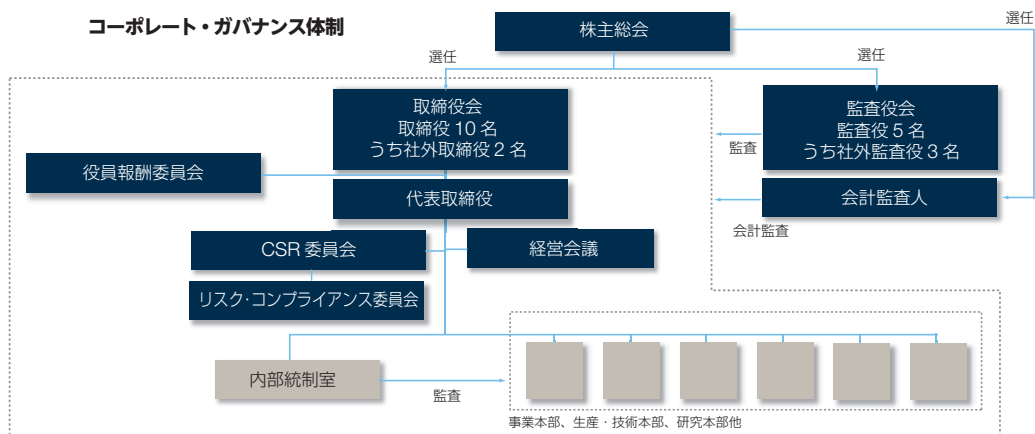 コーポレート・ガバナンス体制
株主総会
選任
選任
選任
取締役会
取締役 10 名
うち社外取締役 2 名
監査役会
監査役 5 名
うち社外監査役 3 名
監査
役員報酬委員会
代表取締役
会計監査人
会計監査
CSR 委員会
経営会議
リスク・コンプライアンス委員会
内部統制室
監査
事業本部、生産・技術本部、研究本部他